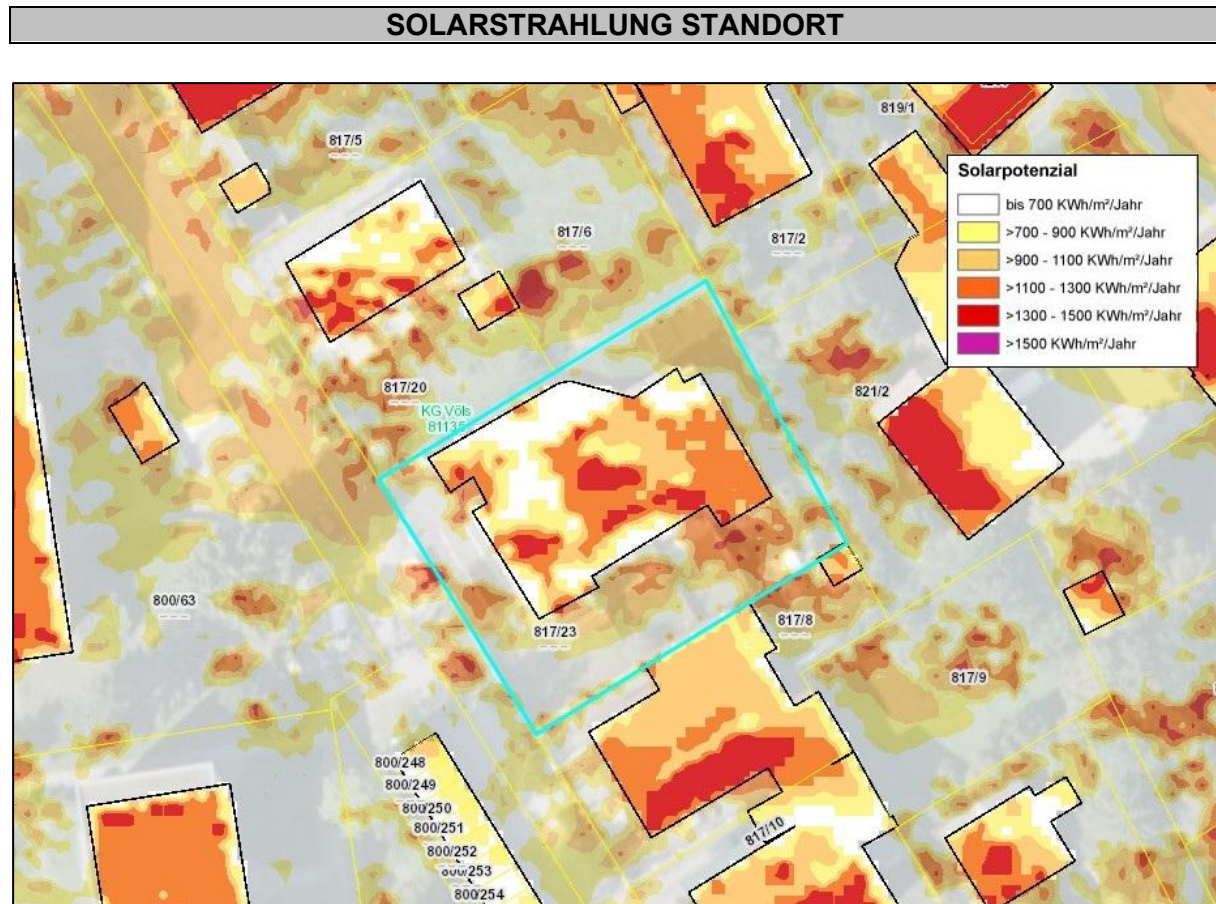 SOLARSTRAHLUNG STANDORT
817/5
819/1
Solarpotenzial
bis 700 KWh/m²/Jahr
>700 - 900 KWh/m²/Jahr
>900 - 1100 KWh/m²/Jahr
>1100 - 1300 KWh/m²/Jahr
>1300 - 1500 KWh/m²/Jahr
>1500 KWh/m²/Jahr
817/6
817/2
817/20
821/2
KG Völs
81135
800/63
817/23
817/8
817/9
800/248
800/249
800/250
800/251
800/252
800/253
800/254
817/10